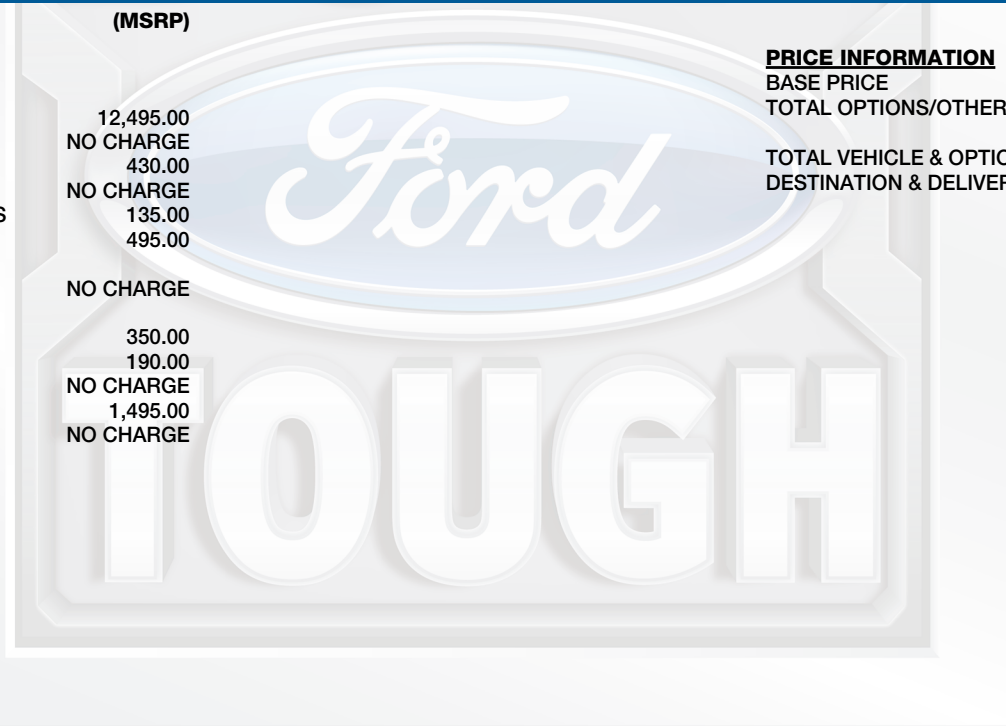 (MSRP)
12,495.00
NO CHARGE
430.00
NO CHARGE
S 135.00
495.00
NO CHARGE
350.00
190.00
NO CHARGE
1,495.00
NO CHARGE
PRICE INFORMATION
BASE PRICE
TOTAL OPTIONS/OTHER
TOTAL VEHICLE & OPTIO
DESTINATION & DELIVER
Ford
TOUGH